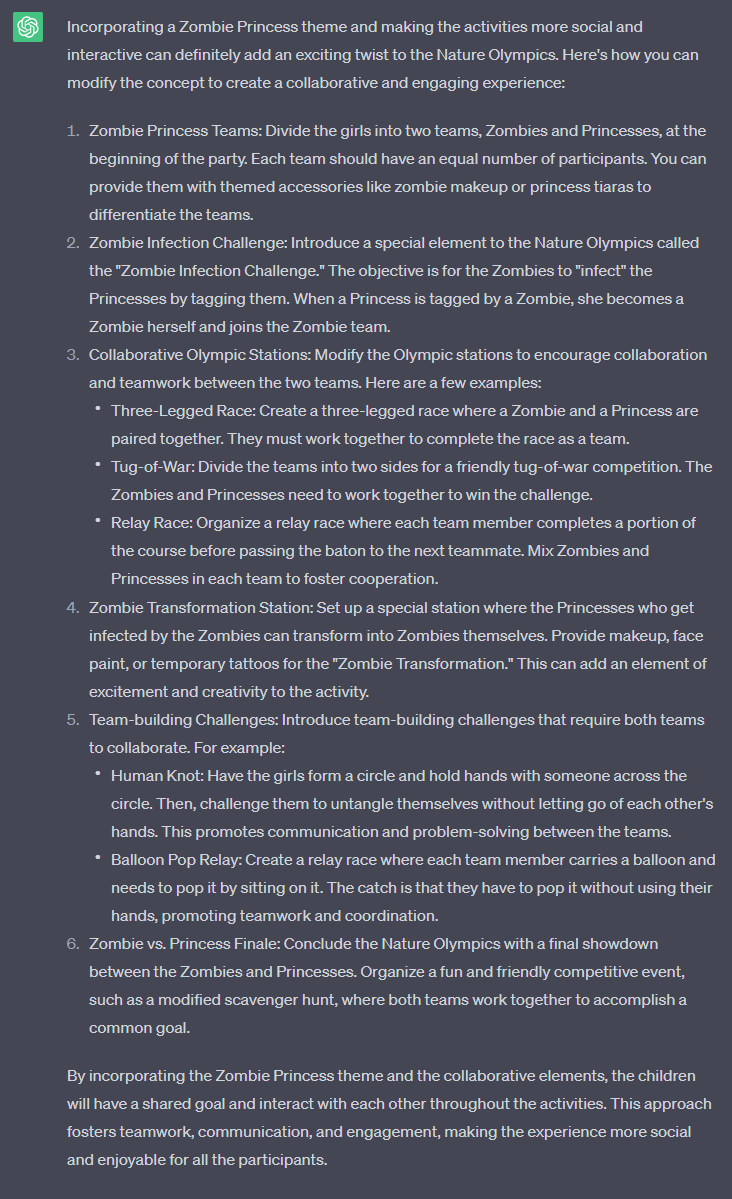 Incorporating a Zombie Princess theme and making the activities more social and
interactive can definitely add an exciting twist to the Nature Olympics. Here's how you can
modify the concept to create a collaborative and engaging experience:
1. Zombie Princess Teams: Divide the girls into two teams, Zombies and Princesses, at the
beginning of the party. Each team should have an equal number of participants. You can
provide them with themed accessories like zombie makeup or princess tiaras to
differentiate the teams.
2. Zombie Infection Challenge: Introduce a special element to the Nature Olympics called
the "Zombie Infection Challenge." The objective is for the Zombies to "infect" the
Princesses by tagging them. When a Princess is tagged by a Zombie, she becomes a
Zombie herself and joins the Zombie team.
3. Collaborative Olympic Stations: Modify the Olympic stations to encourage collaboration
and teamwork between the two teams. Here are a few examples:
• Three-Legged Race: Create a three-legged race where a Zombie and a Princess are
paired together. They must work together to complete the race as a team.
• Tug-of-War: Divide the teams into two sides for a friendly tug-of-war competition. The
Zombies and Princesses need to work together to win the challenge.
• Relay Race: Organize a relay race where each team member completes a portion of
the course before passing the baton to the next teammate. Mix Zombies and
Princesses in each team to foster cooperation.
4. Zombie Transformation Station: Set up a special station where the Princesses who get
infected by the Zombies can transform into Zombies themselves. Provide makeup, face
paint, or temporary tattoos for the "Zombie Transformation." This can add an element of
excitement and creativity to the activity.
5. Team-building Challenges: Introduce team-building challenges that require both teams
to collaborate. For example:
• Human Knot: Have the girls form a circle and hold hands with someone across the
circle. Then, challenge them to untangle themselves without letting go of each other's
hands. This promotes communication and problem-solving between the teams.
• Balloon Pop Relay: Create a relay race where each team member carries a balloon and
needs to pop it by sitting on it. The catch is that they have to pop it without using their
hands, promoting teamwork and coordination.
6. Zombie vs. Princess Finale: Conclude the Nature Olympics with a final showdown
between the Zombies and Princesses. Organize a fun and friendly competitive event,
such as a modified scavenger hunt, where both teams work together to accomplish a
common goal.
By incorporating the Zombie Princess theme and the collaborative elements, the children
will have a shared goal and interact with each other throughout the activities. This approach
fosters teamwork, communication, and engagement, making the experience more social
and enjoyable for all the participants.